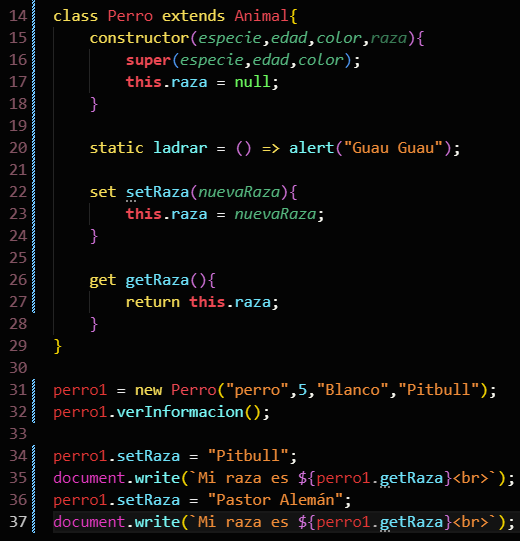 14 class Perro extends Animal{
15     constructor(especie,edad,color,raza){
16         super(especie,edad,color);
17         this.raza = null;
18     }
19
20     static ladrar = () => alert("Guau Guau");
21
22     set setRaza(nuevaRaza){
23         this.raza = nuevaRaza;
24     }
25
26     get getRaza(){
27         return this.raza;
28     }
29 }
30
31 perro1 = new Perro("perro",5,"Blanco","Pitbull");
32 perro1.verInformacion();
33
34 perro1.setRaza = "Pitbull";
35 document.write(`Mi raza es ${perro1.getRaza}<br>`);
36 perro1.setRaza = "Pastor Alemán";
37 document.write(`Mi raza es ${perro1.getRaza}<br>`);